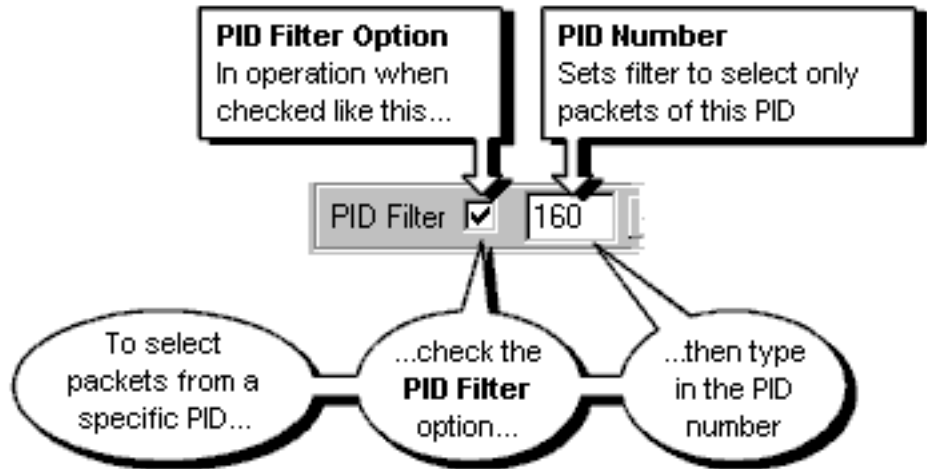 PID Filter Option
In operation when
checked like this...
PID Number
Sets filter to select only
packets of this PID
PID Filter
160
To select
packets from a
specific PID...
...check the
PID Filter
option...
...then type
in the PID
number